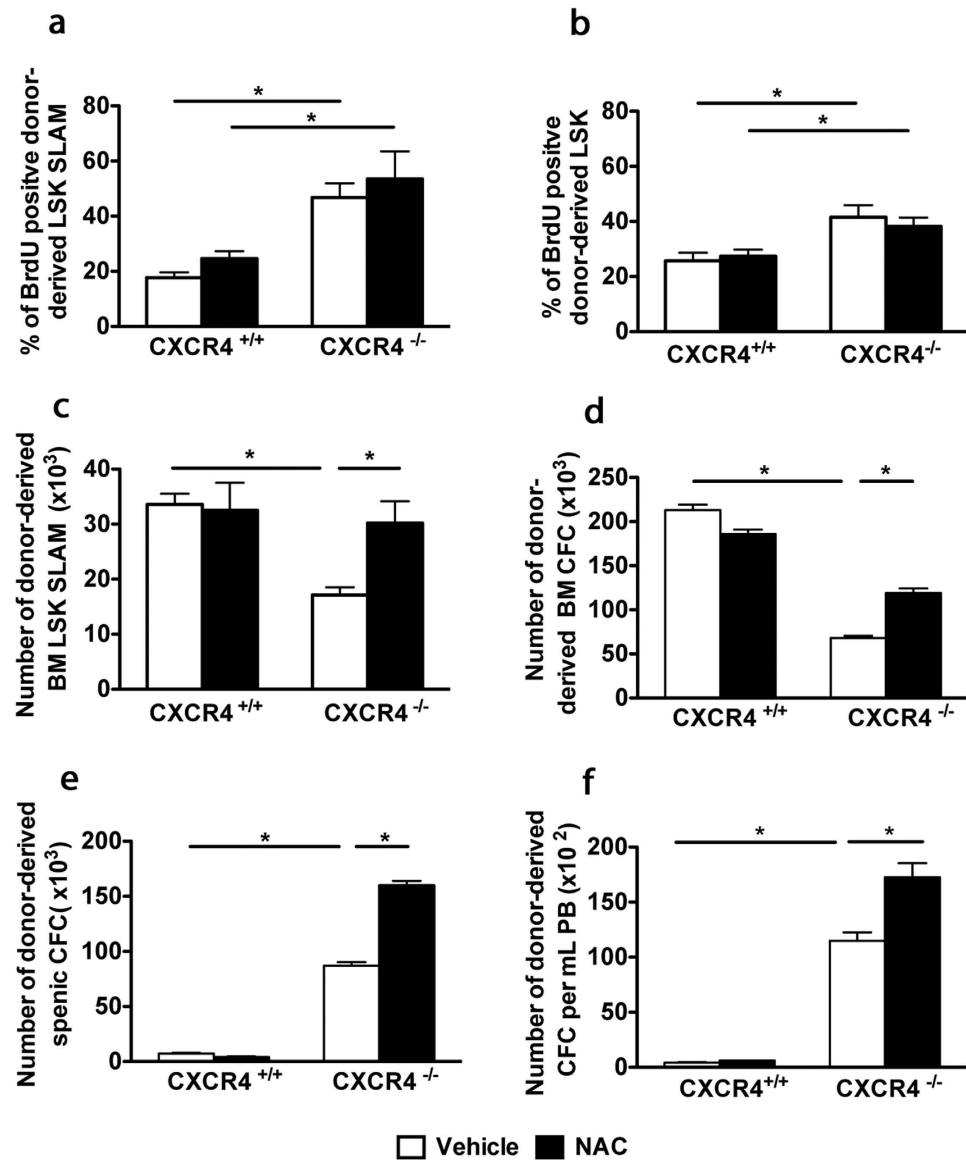 a
% of BrdU positive donor-
derived LSK SLAM
80
60
40
20
0
*
*
CXCR4 +/+
CXCR4 -/-
b
% of BrdU positve
donor-derived LSK
80
60
40
20
0
*
*
CXCR4+/+
CXCR4 -/-
c
Number of donor-derived
BM LSK SLAM (x10³)
40
30
20
10
0
*
*
CXCR4 +/+
CXCR4 -/-
d
Number of donor-
derived BM CFC (x10³)
250
200
150
100
50
0
*
*
CXCR4 +/+
CXCR4 -/-
e
Number of donor-derived
spenic CFC( x10³)
200
150
100
50
0
*
*
CXCR4 +/+
CXCR4 -/-
f
Number of donor-derived
CFC per mL PB (x10 ²)
200
150
100
50
0
*
*
CXCR4+/+
CXCR4 -/-
Vehicle
NAC